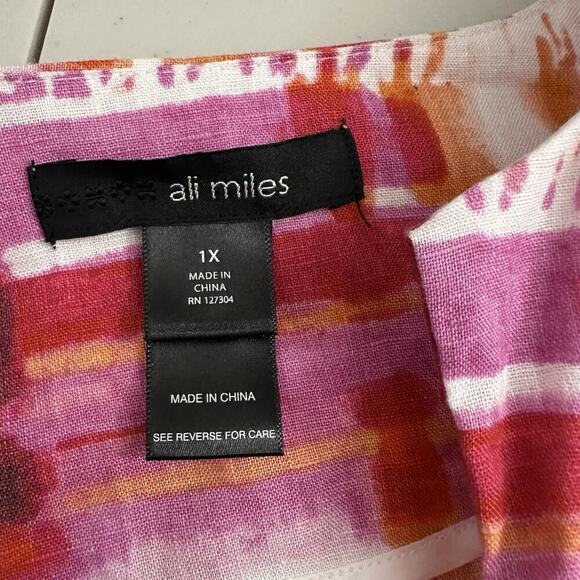 ali miles
1X
MADE IN
CHINA
RN 127304
MADE IN CHINA
SEE REVERSE FOR CARE